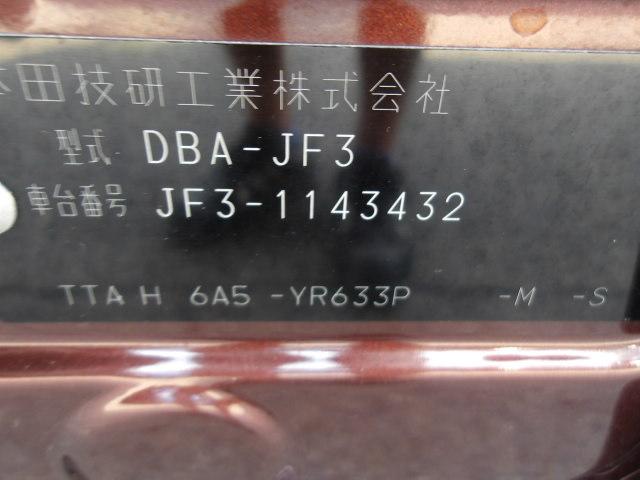 本田技研工業株式会社
型式 DBA-JF3
車台番号 JF3-1143432
TTA H 6A5 -YR633P -M -S